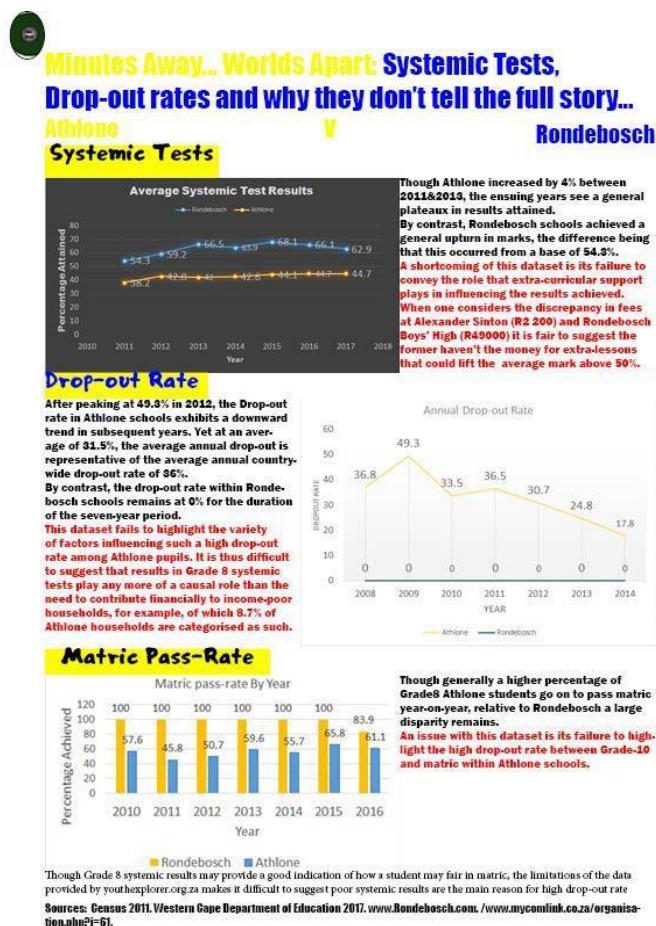 Minutes Away... Worlds Apart: Systemic Tests,
Drop-out rates and why they don't tell the full story...
Athlone V Rondebosch
Systemic Tests
Average Systemic Test Results
Rondebosch Athlone
Percentage Attained
80
70
60
50
40
30
20
10
0
54.3 59.2 66.5 63.9 68.1 66.1 62.9
38.2 42.8 42 42.8 44.1 44.7 44.7
2010 2011 2012 2013 2014 2015 2016 2017 2018
Year
Though Athlone increased by 4% between
2011&2013, the ensuing years see a general
plateaux in results attained.
By contrast, Rondebosch schools achieved a
general upturn in marks, the difference being
that this occurred from a base of 54.3%.
A shortcoming of this dataset is its failure to
convey the role that extra-curricular support
plays in influencing the results achieved.
When one considers the discrepancy in fees
at Alexander Sinton (R2 200) and Rondebosch
Boys' High (R49000) it is fair to suggest the
former haven't the money for extra-lessons
that could lift the average mark above 50%.
Drop-out Rate
After peaking at 49.3% in 2012, the Drop-out
rate in Athlone schools exhibits a downward
trend in subsequent years. Yet at an aver-
age of 31.5%, the average annual drop-out is
representative of the average annual country-
wide drop-out rate of 36%.
By contrast, the drop-out rate within Ronde-
bosch schools remains at 0% for the duration
of the seven-year period.
This dataset fails to highlight the variety
of factors influencing such a high drop-out
rate among Athlone pupils. It is thus difficult
to suggest that results in Grade 8 systemic
tests play any more of a causal role than the
need to contribute financially to income-poor
households, for example, of which 8.7% of
Athlone households are categorised as such.
Annual Drop-out Rate
DROPOUT RATE
60
50
40
30
20
10
0
36.8 49.3 33.5 36.5 30.7 24.8 17.8
0 0 0 0 0 0 0
2008 2009 2010 2011 2012 2013 2014
YEAR
Athlone Rondebosch
Matric Pass-Rate
Matric pass-rate By Year
Percentage Achieved
120
100
80
60
40
20
0
100 100 100 100 100 100 83.9
57.6 45.8 50.7 59.6 55.7 65.8 61.1
2010 2011 2012 2013 2014 2015 2016
Year
Rondebosch Athlone
Though generally a higher percentage of
Grade8 Athlone students go on to pass matric
year-on-year, relative to Rondebosch a large
disparity remains.
An issue with this dataset is its failure to high-
light the high drop-out rate between Grade-10
and matric within Athlone schools.
Though Grade 8 systemic results may provide a good indication of how a student may fair in matric, the limitations of the data
provided by youthexplorer.org.za makes it difficult to suggest poor systemic results are the main reason for high drop-out rate
Sources: Census 2011. Western Cape Department of Education 2017. www.Rondebosch.com. /www.mycomlink.co.za/organisa-
tion.php?i=61.